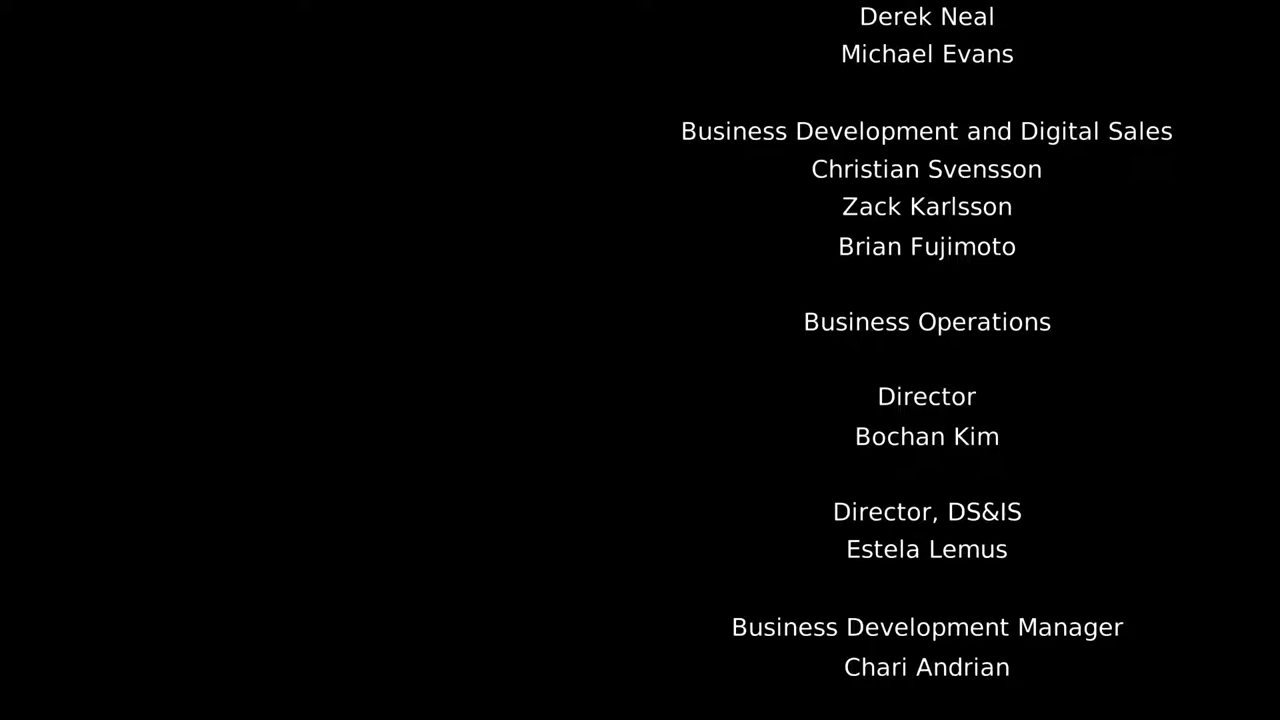 Derek Neal
Michael Evans
Business Development and Digital Sales
Christian Svensson
Zack Karlsson
Brian Fujimoto
Business Operations
Director
Bochan Kim
Director, DS&IS
Estela Lemus
Business Development Manager
Chari Andrian